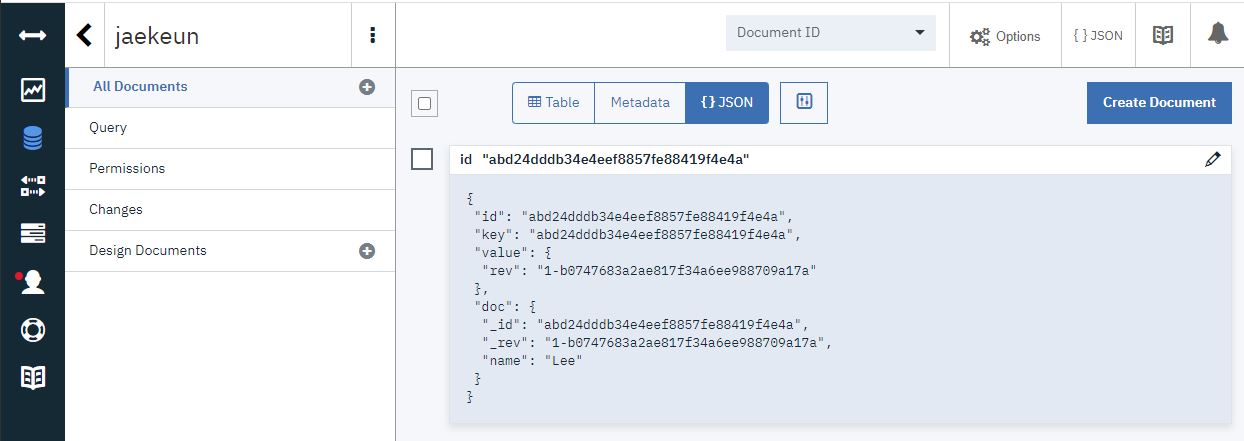 jaekeun
Document ID
Options
{ } JSON
All Documents
Query
Permissions
Changes
Design Documents
Table
Metadata
{} JSON
Create Document
id "abd24dddb34e4eef8857fe88419f4e4a"
{
"id": "abd24dddb34e4eef8857fe88419f4e4a",
"key": "abd24dddb34e4eef8857fe88419f4e4a",
"value": {
"rev": "1-b0747683a2ae817f34a6ee988709a17a"
},
"doc": {
"_id": "abd24dddb34e4eef8857fe88419f4e4a",
"_rev": "1-b0747683a2ae817f34a6ee988709a17a",
"name": "Lee"
}
}